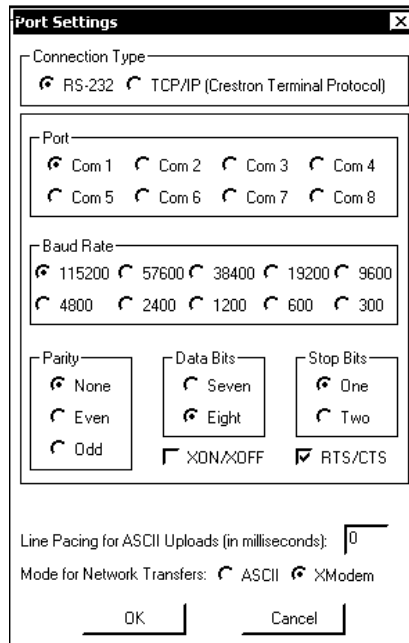 Port Settings
Connection Type
RS-232 TCP/IP (Crestron Terminal Protocol)
Port
Com 1 Com 2 Com 3 Com 4
Com 5 Com 6 Com 7 Com 8
Baud Rate
115200 57600 38400 19200 9600
4800 2400 1200 600 300
Parity Data Bits Stop Bits
None Seven One
Even Eight Two
Odd XON/XOFF RTS/CTS
Line Pacing for ASCII Uploads (in milliseconds): 0
Mode for Network Transfers: ASCII XModem
OK Cancel